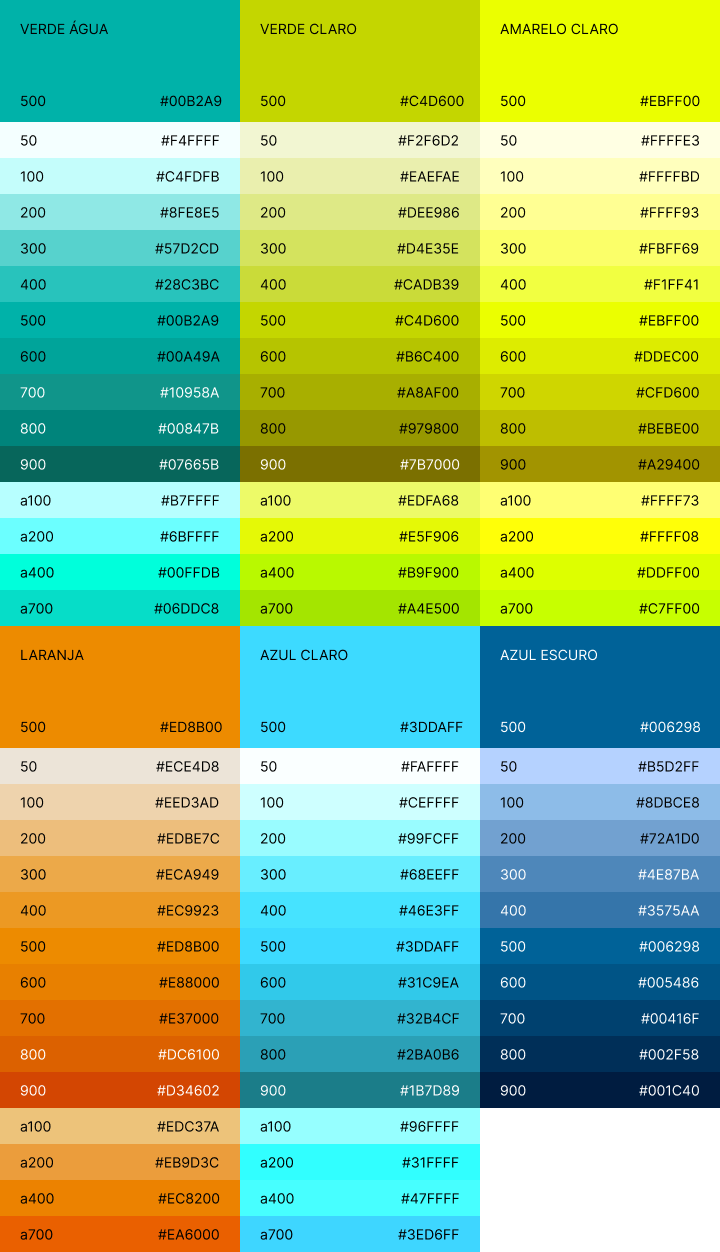 VERDE ÁGUA
500 #00B2A9
50 #F4FFFF
100 #C4FDFB
200 #8FE8E5
300 #57D2CD
400 #28C3BC
500 #00B2A9
600 #00A49A
700 #10958A
800 #00847B
900 #07665B
a100 #B7FFFF
a200 #6BFFFF
a400 #00FFDB
a700 #06DDC8
VERDE CLARO
500 #C4D600
50 #F2F6D2
100 #EAEFAE
200 #DEE986
300 #D4E35E
400 #CADB39
500 #C4D600
600 #B6C400
700 #A8AF00
800 #979800
900 #7B7000
a100 #EDFA68
a200 #E5F906
a400 #B9F900
a700 #A4E500
AMARELO CLARO
500 #EBFF00
50 #FFFFE3
100 #FFFFBD
200 #FFFF93
300 #FBFF69
400 #F1FF41
500 #EBFF00
600 #DDEC00
700 #CFD600
800 #BEBE00
900 #A29400
a100 #FFFF73
a200 #FFFF08
a400 #DDFF00
a700 #C7FF00
LARANJA
500 #ED8B00
50 #ECE4D8
100 #EED3AD
200 #EDBE7C
300 #ECA949
400 #EC9923
500 #ED8B00
600 #E88000
700 #E37000
800 #DC6100
900 #D34602
a100 #EDC37A
a200 #EB9D3C
a400 #EC8200
a700 #EA6000
AZUL CLARO
500 #3DDAFF
50 #FAFFFF
100 #CEFFFF
200 #99FCFF
300 #68EEFF
400 #46E3FF
500 #3DDAFF
600 #31C9EA
700 #32B4CF
800 #2BA0B6
900 #1B7D89
a100 #96FFFF
a200 #31FFFF
a400 #47FFFF
a700 #3ED6FF
AZUL ESCURO
500 #006298
50 #B5D2FF
100 #8DBCE8
200 #72A1D0
300 #4E87BA
400 #3575AA
500 #006298
600 #005486
700 #00416F
800 #002F58
900 #001C40